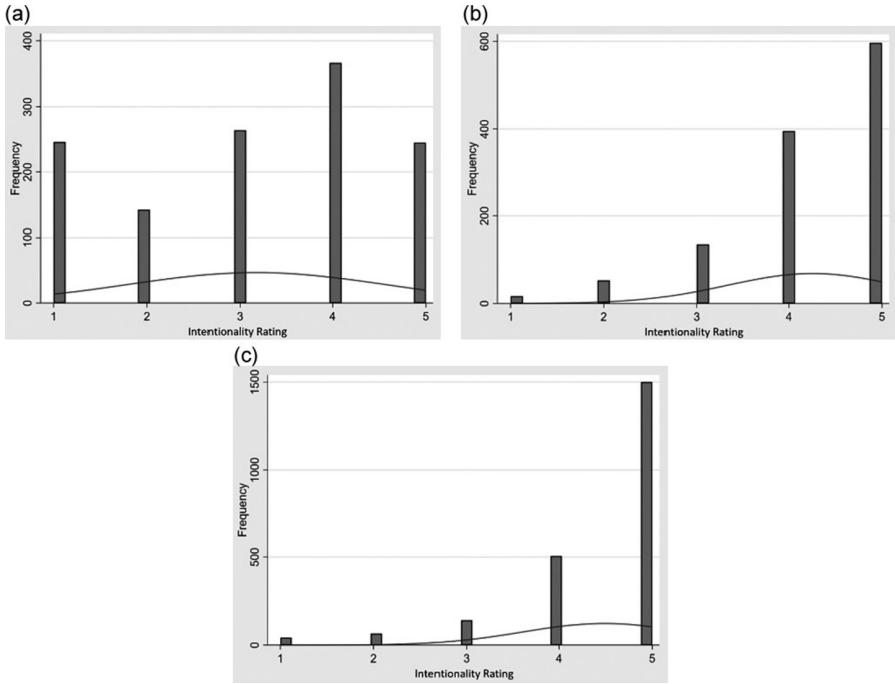 (a)
400
300
200
100
0
Frequency
1 2 3 4 5
Intentionality Rating
(b)
600
400
200
0
Frequency
1 2 3 4 5
Intentionality Rating
(c)
1500
1000
500
0
Frequency
1 2 3 4 5
Intentionality Rating